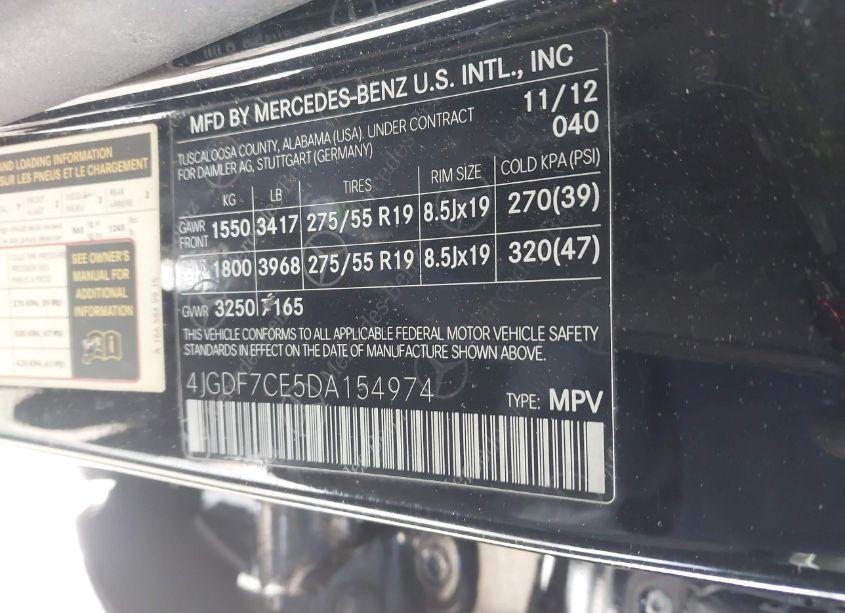 MFD BY MERCEDES-BENZ U.S. INTL., INC
TUSCALOOSA COUNTY, ALABAMA (USA). UNDER CONTRACT
FOR DAIMLER AG, STUTTGART (GERMANY)
11/12
040
KG LB TIRES RIM SIZE COLD KPA (PSI)
GAWR FRONT 1550 3417 275/55 R19 8.5Jx19 270(39)
1800 3968 275/55 R19 8.5Jx19 320(47)
GVWR 3250 7165
THIS VEHICLE CONFORMS TO ALL APPLICABLE FEDERAL MOTOR VEHICLE SAFETY
STANDARDS IN EFFECT ON THE DATE OF MANUFACTURE SHOWN ABOVE.
4JGDF7CE5DA154974
TYPE: MPV
AND LOADING INFORMATION
SUR LES PNEUS ET LE CHARGEMENT
SEE OWNER'S
MANUAL FOR
ADDITIONAL
INFORMATION